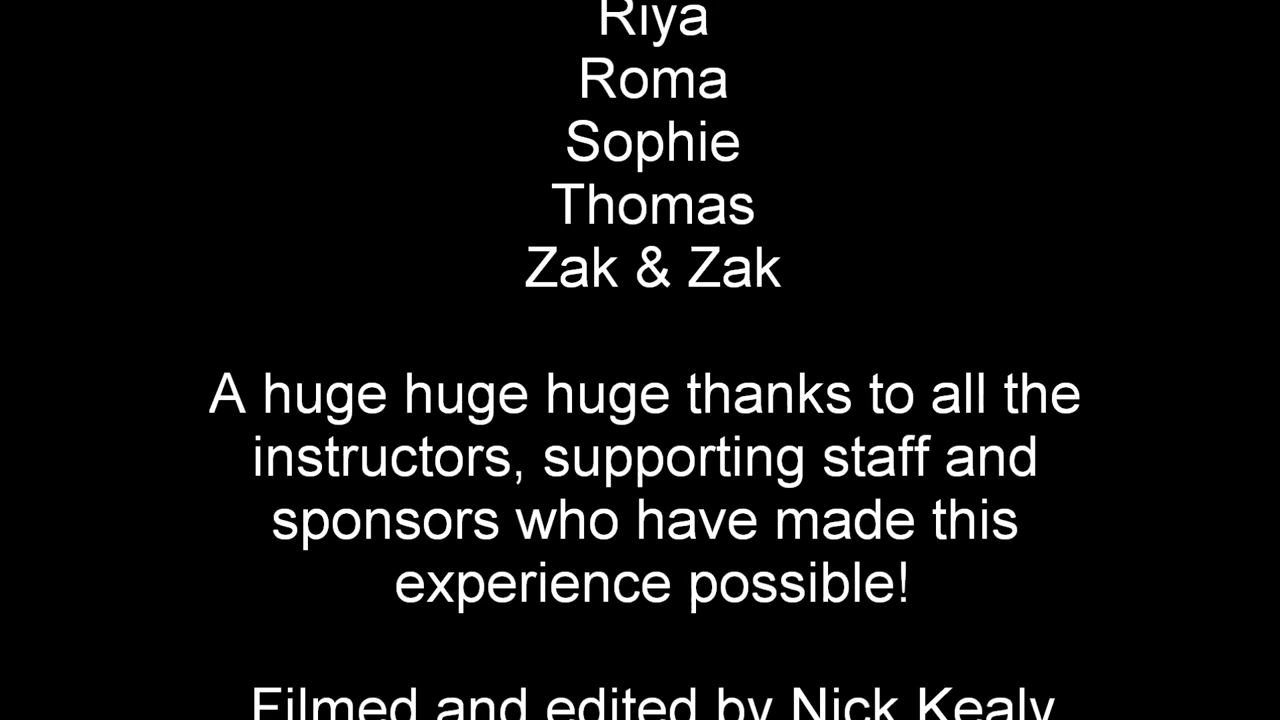 Riya
Roma
Sophie
Thomas
Zak & Zak
A huge huge huge thanks to all the
instructors, supporting staff and
sponsors who have made this
experience possible!
Filmed and edited by Nick Kealy